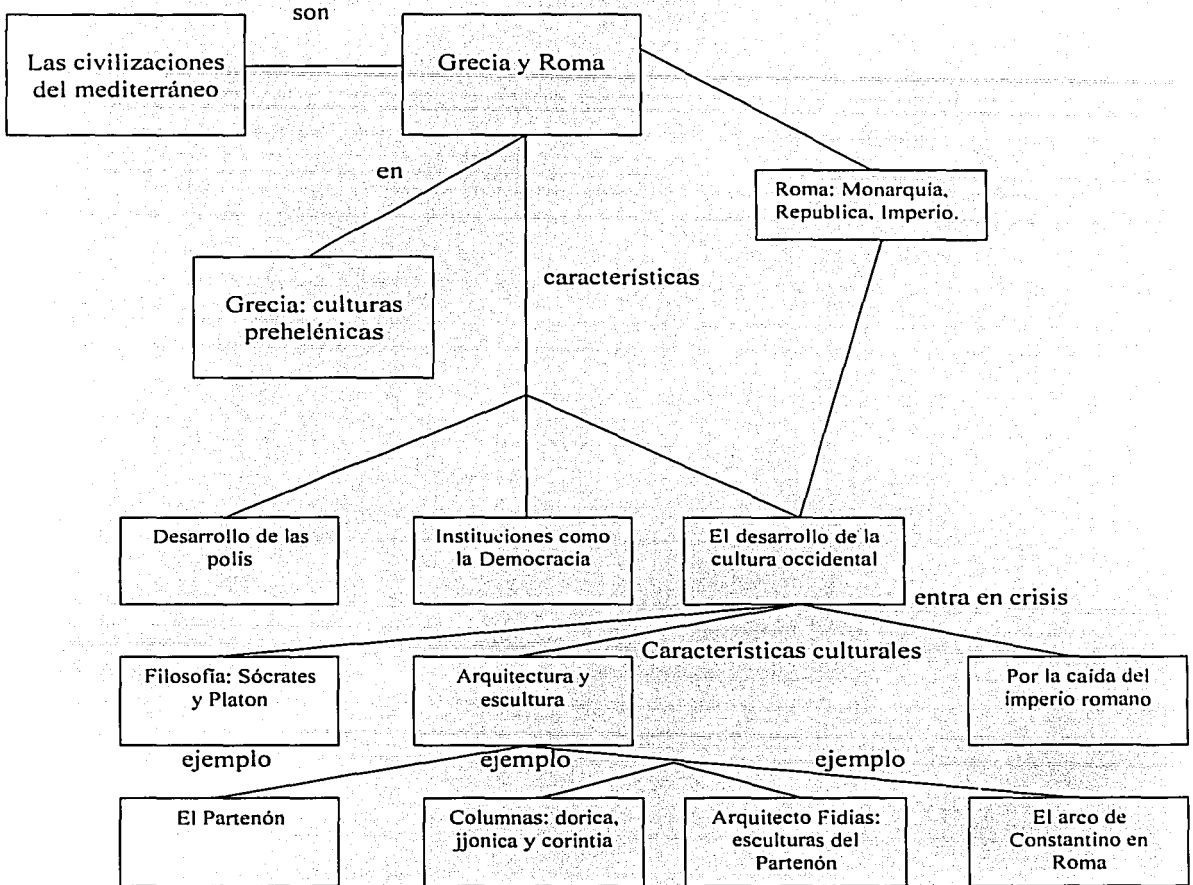 son
Las civilizaciones
del mediterráneo
Grecia y Roma
en
Roma: Monarquía,
Republica, Imperio.
características
Grecia: culturas
prehelénicas
Desarrollo de las
polis
Instituciones como
la Democracia
El desarrollo de la
cultura occidental
entra en crisis
Características culturales
Filosofía: Sócrates
y Platon
Arquitectura y
escultura
Por la caída del
imperio romano
ejemplo
ejemplo
ejemplo
El Partenón
Columnas: dorica,
jjonica y corintia
Arquitecto Fidias:
esculturas del
Partenón
El arco de
Constantino en
Roma